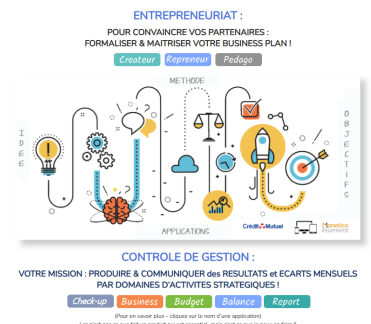 ENTREPRENEURIAT :
POUR CONVAINCRE VOS PARTENAIRES :
FORMALISER & MAITRISER VOTRE BUSINESS PLAN !
Createur Repreneur Pedago
METHODE
IDEE
OBJECTIFS
APPLICATIONS
Crédit Mutuel
Monetico
Paiement
CONTROLE DE GESTION :
VOTRE MISSION : PRODUIRE & COMMUNIQUER des RESULTATS et ECARTS MENSUELS
PAR DOMAINES D'ACTIVITES STRATEGIQUES !
Check-up Business Budget Balance Report
(Pour en savoir plus - cliquez sur le nom d'une application)